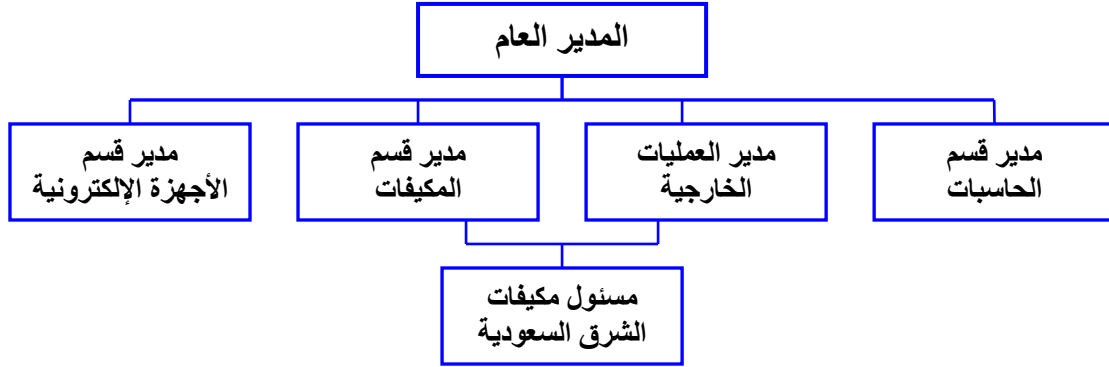 المدير العام
مدير قسم
الحاسبات
مدير العمليات
الخارجية
مدير قسم
المكيفات
مدير قسم
الأجهزة الإلكترونية
مسئول مكيفات
الشرق السعودية